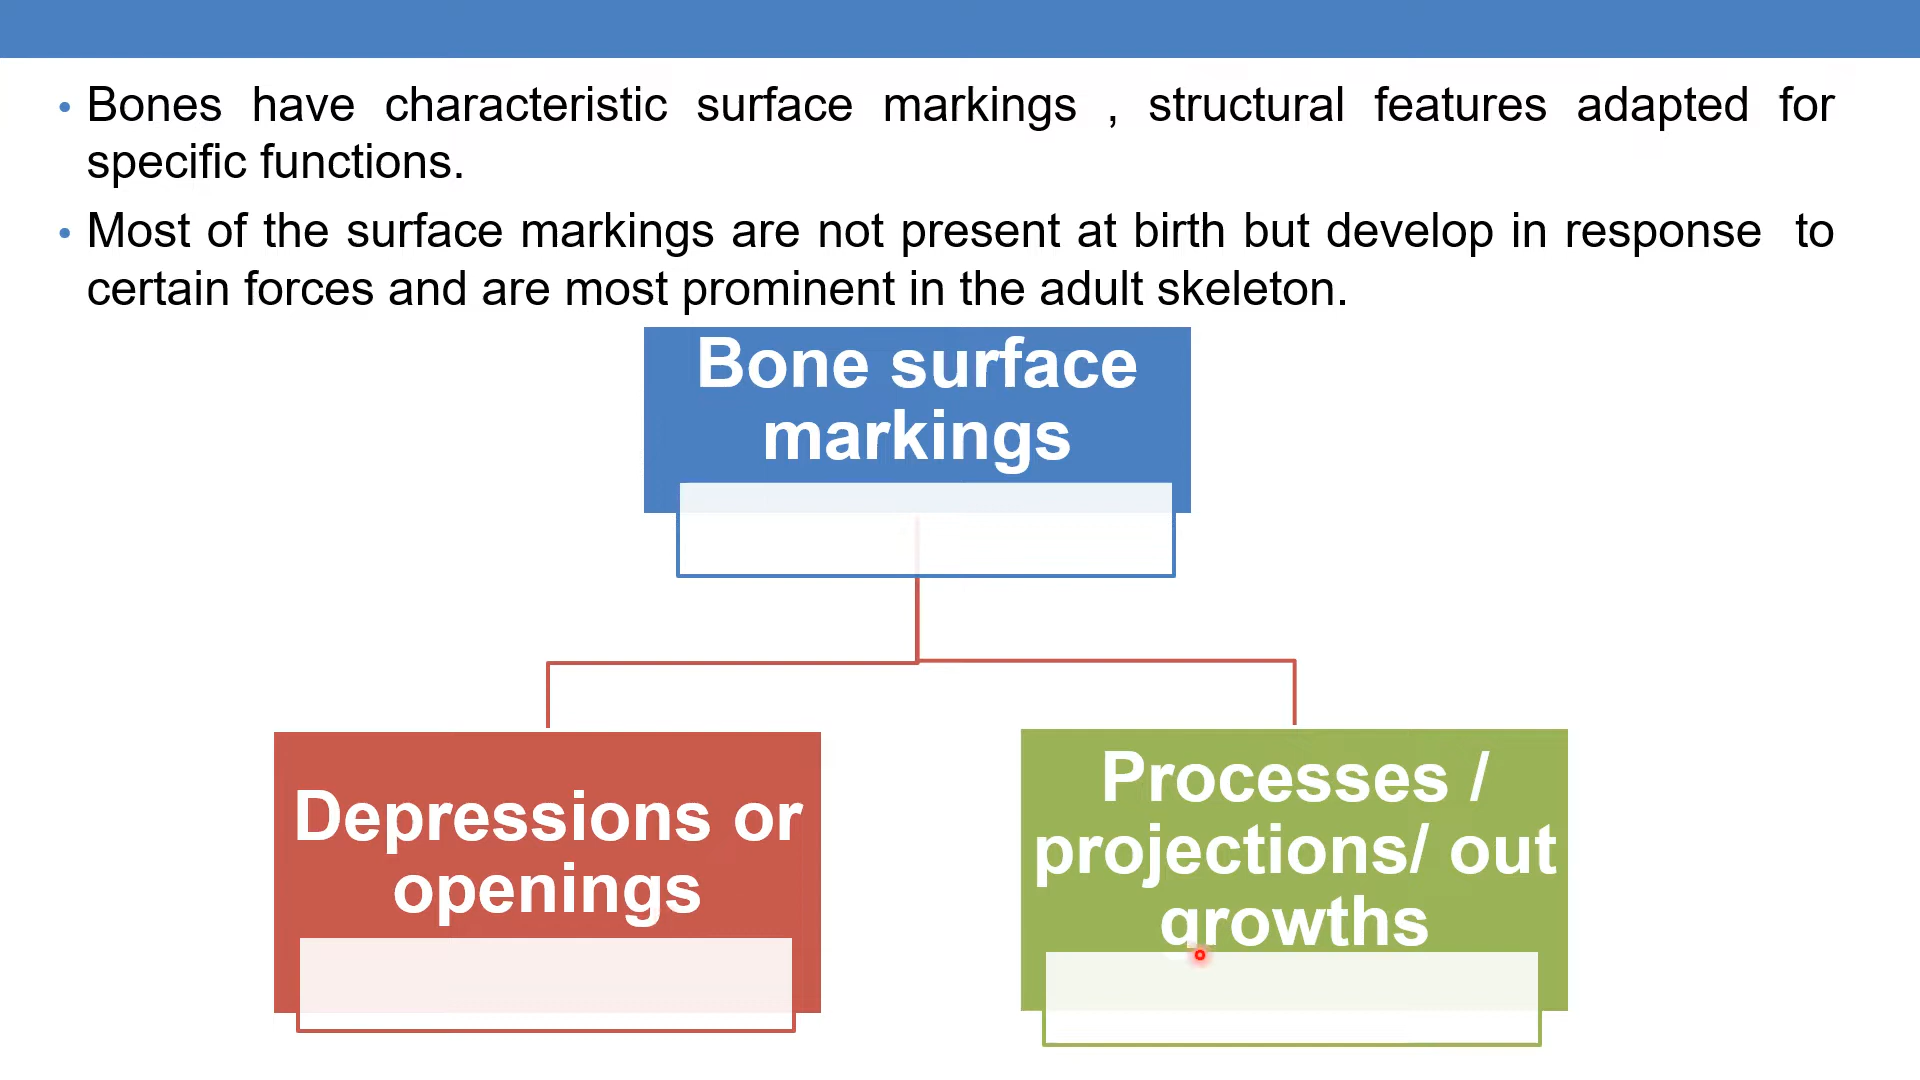 • Bones have characteristic surface markings , structural features adapted for
specific functions.
• Most of the surface markings are not present at birth but develop in response to
certain forces and are most prominent in the adult skeleton.
Bone surface
markings
Depressions or
openings
Processes /
projections/ out
growths